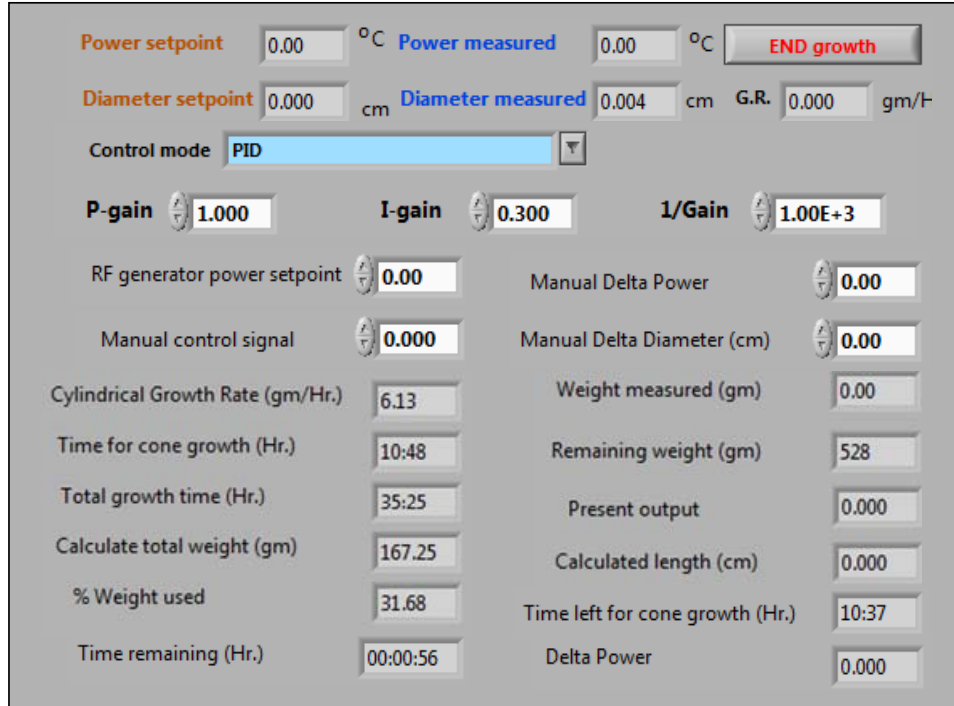 Power setpoint 0.00 °C Power measured 0.00 °C END growth
Diameter setpoint 0.000 cm Diameter measured 0.004 cm G.R. 0.000 gm/H
Control mode PID
P-gain 1.000 I-gain 0.300 1/Gain 1.00E+3
RF generator power setpoint 0.00 Manual Delta Power 0.00
Manual control signal 0.000 Manual Delta Diameter (cm) 0.00
Cylindrical Growth Rate (gm/Hr.) 6.13 Weight measured (gm) 0.00
Time for cone growth (Hr.) 10:48 Remaining weight (gm) 528
Total growth time (Hr.) 35:25 Present output 0.000
Calculate total weight (gm) 167.25 Calculated length (cm) 0.000
% Weight used 31.68 Time left for cone growth (Hr.) 10:37
Time remaining (Hr.) 00:00:56 Delta Power 0.000